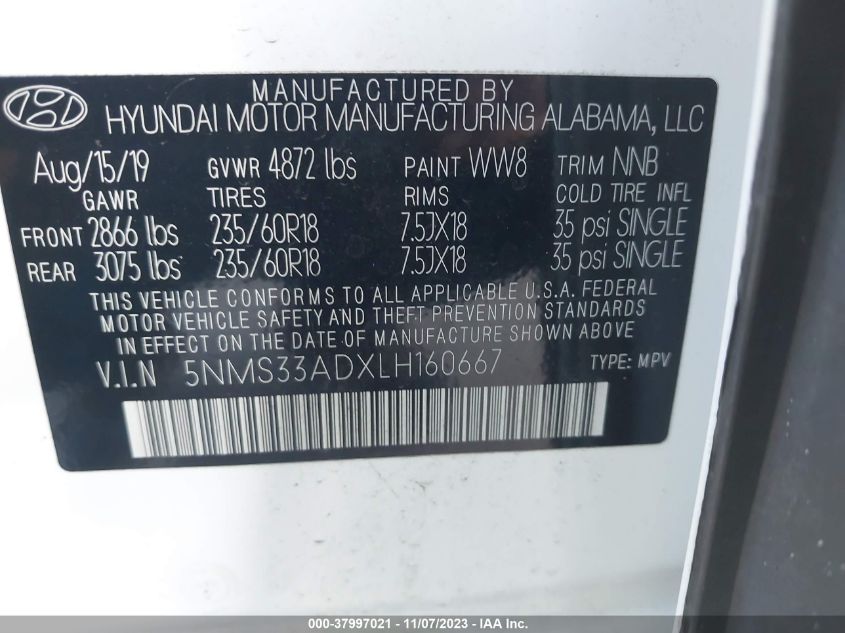 MANUFACTURED BY
HYUNDAI MOTOR MANUFACTURING ALABAMA, LLC
Aug/15/19 GVWR 4872 lbs PAINT WW8 TRIM NNB
GAWR TIRES RIMS COLD TIRE INFL
FRONT 2866 lbs 235/60R18 7.5JX18 35 psi SINGLE
REAR 3075 lbs 235/60R18 7.5JX18 35 psi SINGLE
THIS VEHICLE CONFORMS TO ALL APPLICABLE U.S.A. FEDERAL
MOTOR VEHICLE SAFETY AND THEFT PREVENTION STANDARDS
IN EFFECT ON THE DATE OF MANUFACTURE SHOWN ABOVE.
V.I.N 5NMS33ADXLH160667 TYPE: MPV
000-37997021 - 11/07/2023 - IAA Inc.